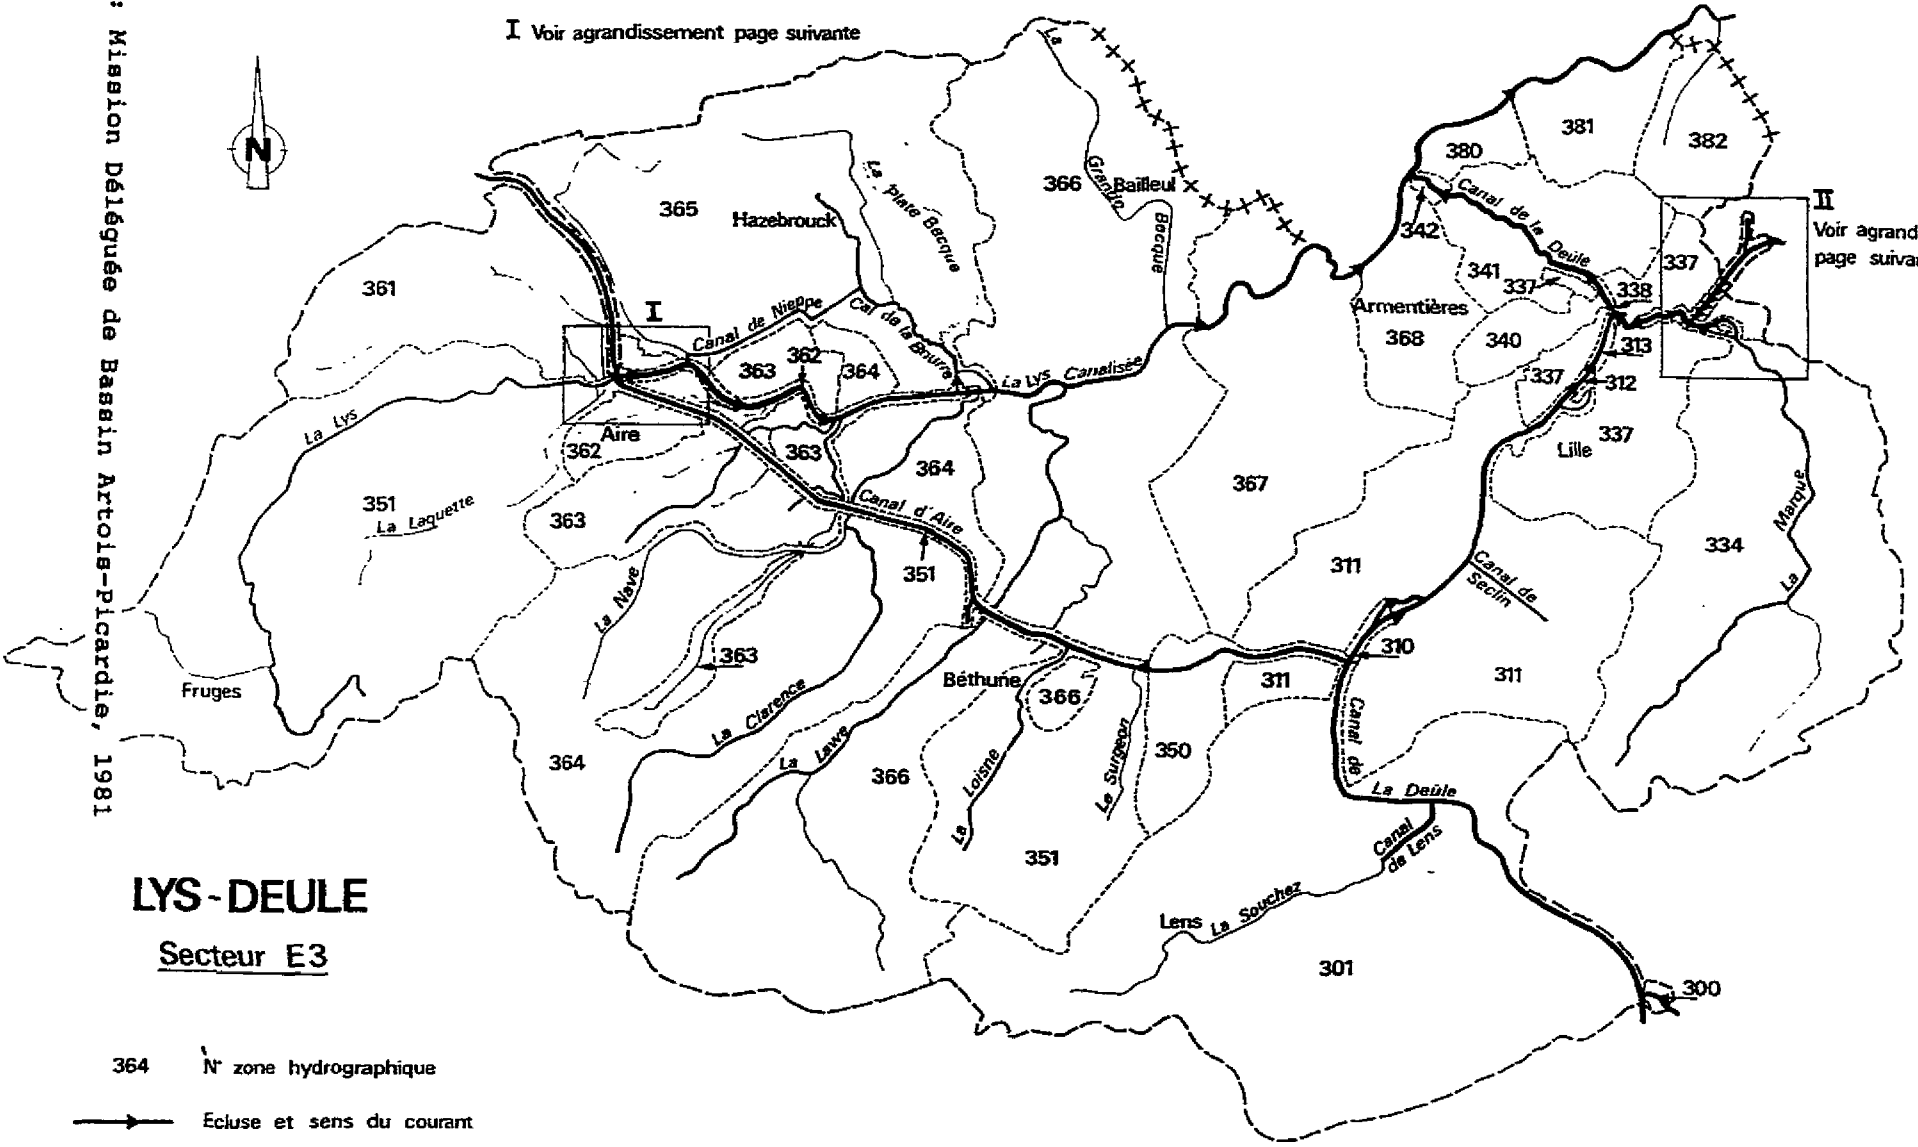 : Mission Déléguée de Bassin Artois-Picardie, 1981
I Voir agrandissement page suivante
N
La Grande Becque
366
Bailleul
365
Hazebrouck
La Plate Becque
361
I
Canal de Nieppe
Cal de la Bourre
363
362
364
La Lys Canalisée
La Lys
Aire
362
363
364
351
La Laquette
363
Canal d'Aire
351
La Nave
363
Fruges
La Clarence
364
La Lawe
366
Béthune
366
La Loisne
Le Surgeon
350
351
367
311
311
310
311
Canal de
La Deûle
Canal
de Lens
Lens
La Souchez
301
300
381
382
380
Canal de la Deûle
342
341
337
338
337
II
Voir agrand
page suiva
Armentières
368
340
313
337
312
337
Lille
334
La Marque
Canal de
Seclin
LYS-DEULE
Secteur E3
364 N° zone hydrographique
Ecluse et sens du courant